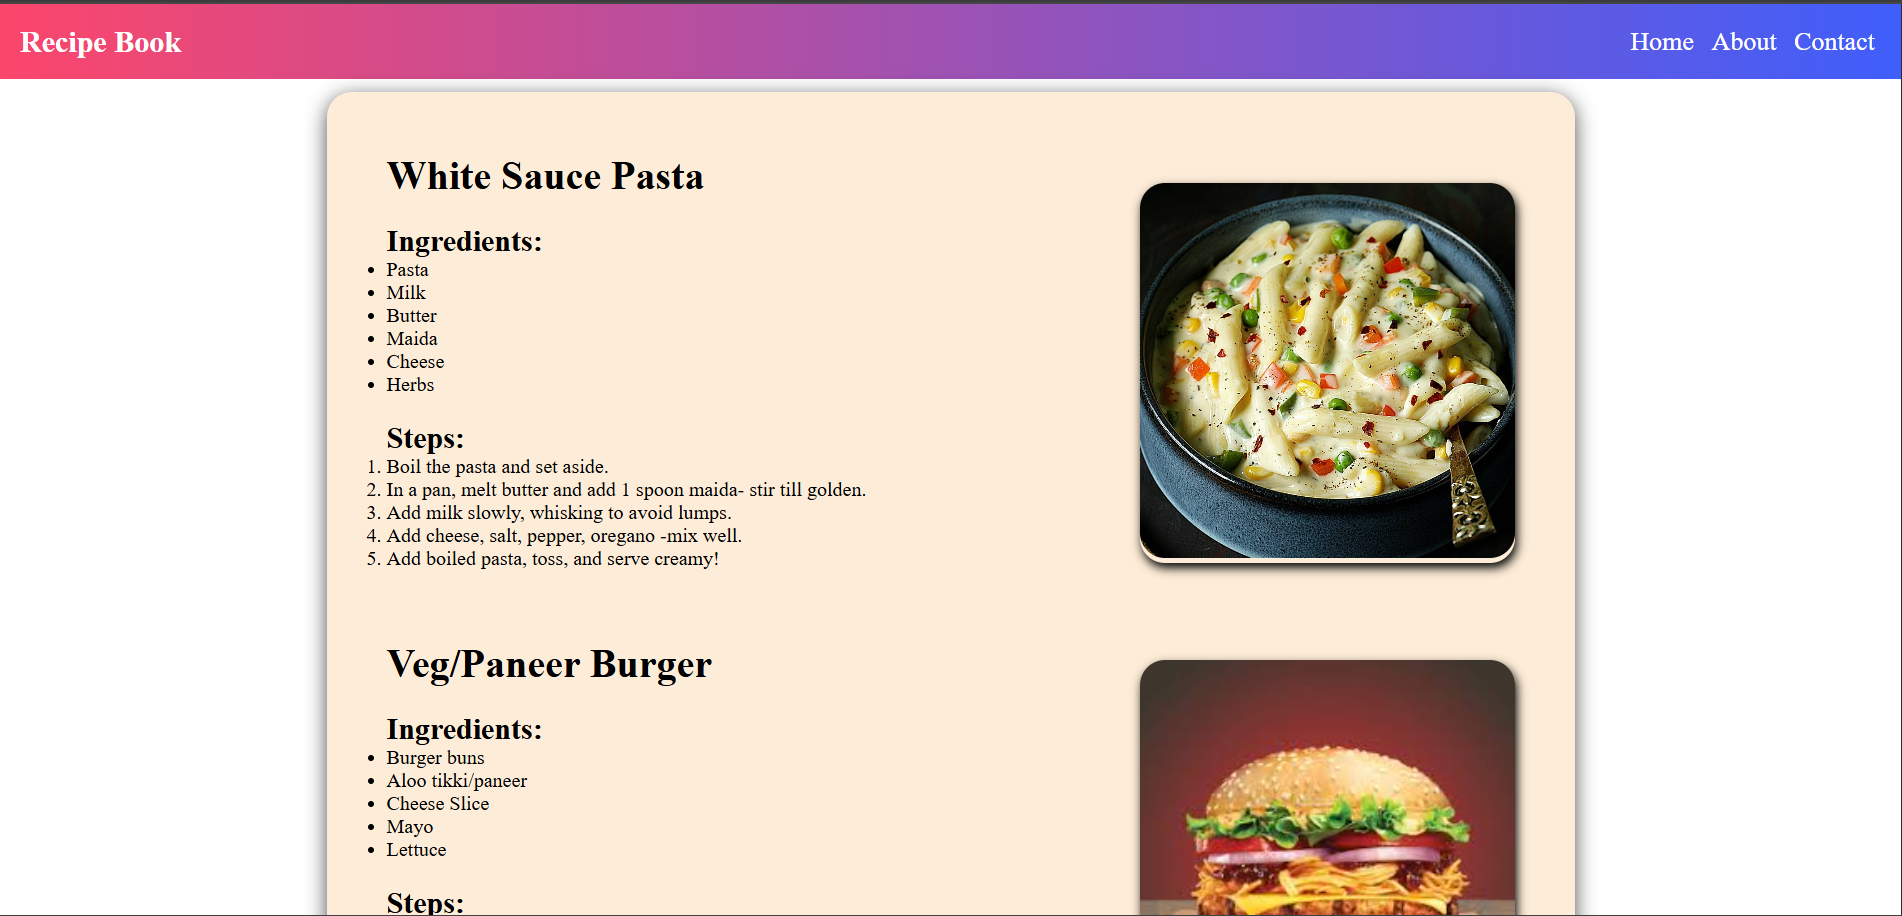 Recipe Book
Home About Contact
White Sauce Pasta
Ingredients:
• Pasta
• Milk
• Butter
• Maida
• Cheese
• Herbs
Steps:
1. Boil the pasta and set aside.
2. In a pan, melt butter and add 1 spoon maida- stir till golden.
3. Add milk slowly, whisking to avoid lumps.
4. Add cheese, salt, pepper, oregano -mix well.
5. Add boiled pasta, toss, and serve creamy!
Veg/Paneer Burger
Ingredients:
• Burger buns
• Aloo tikki/paneer
• Cheese Slice
• Mayo
• Lettuce
Steps: